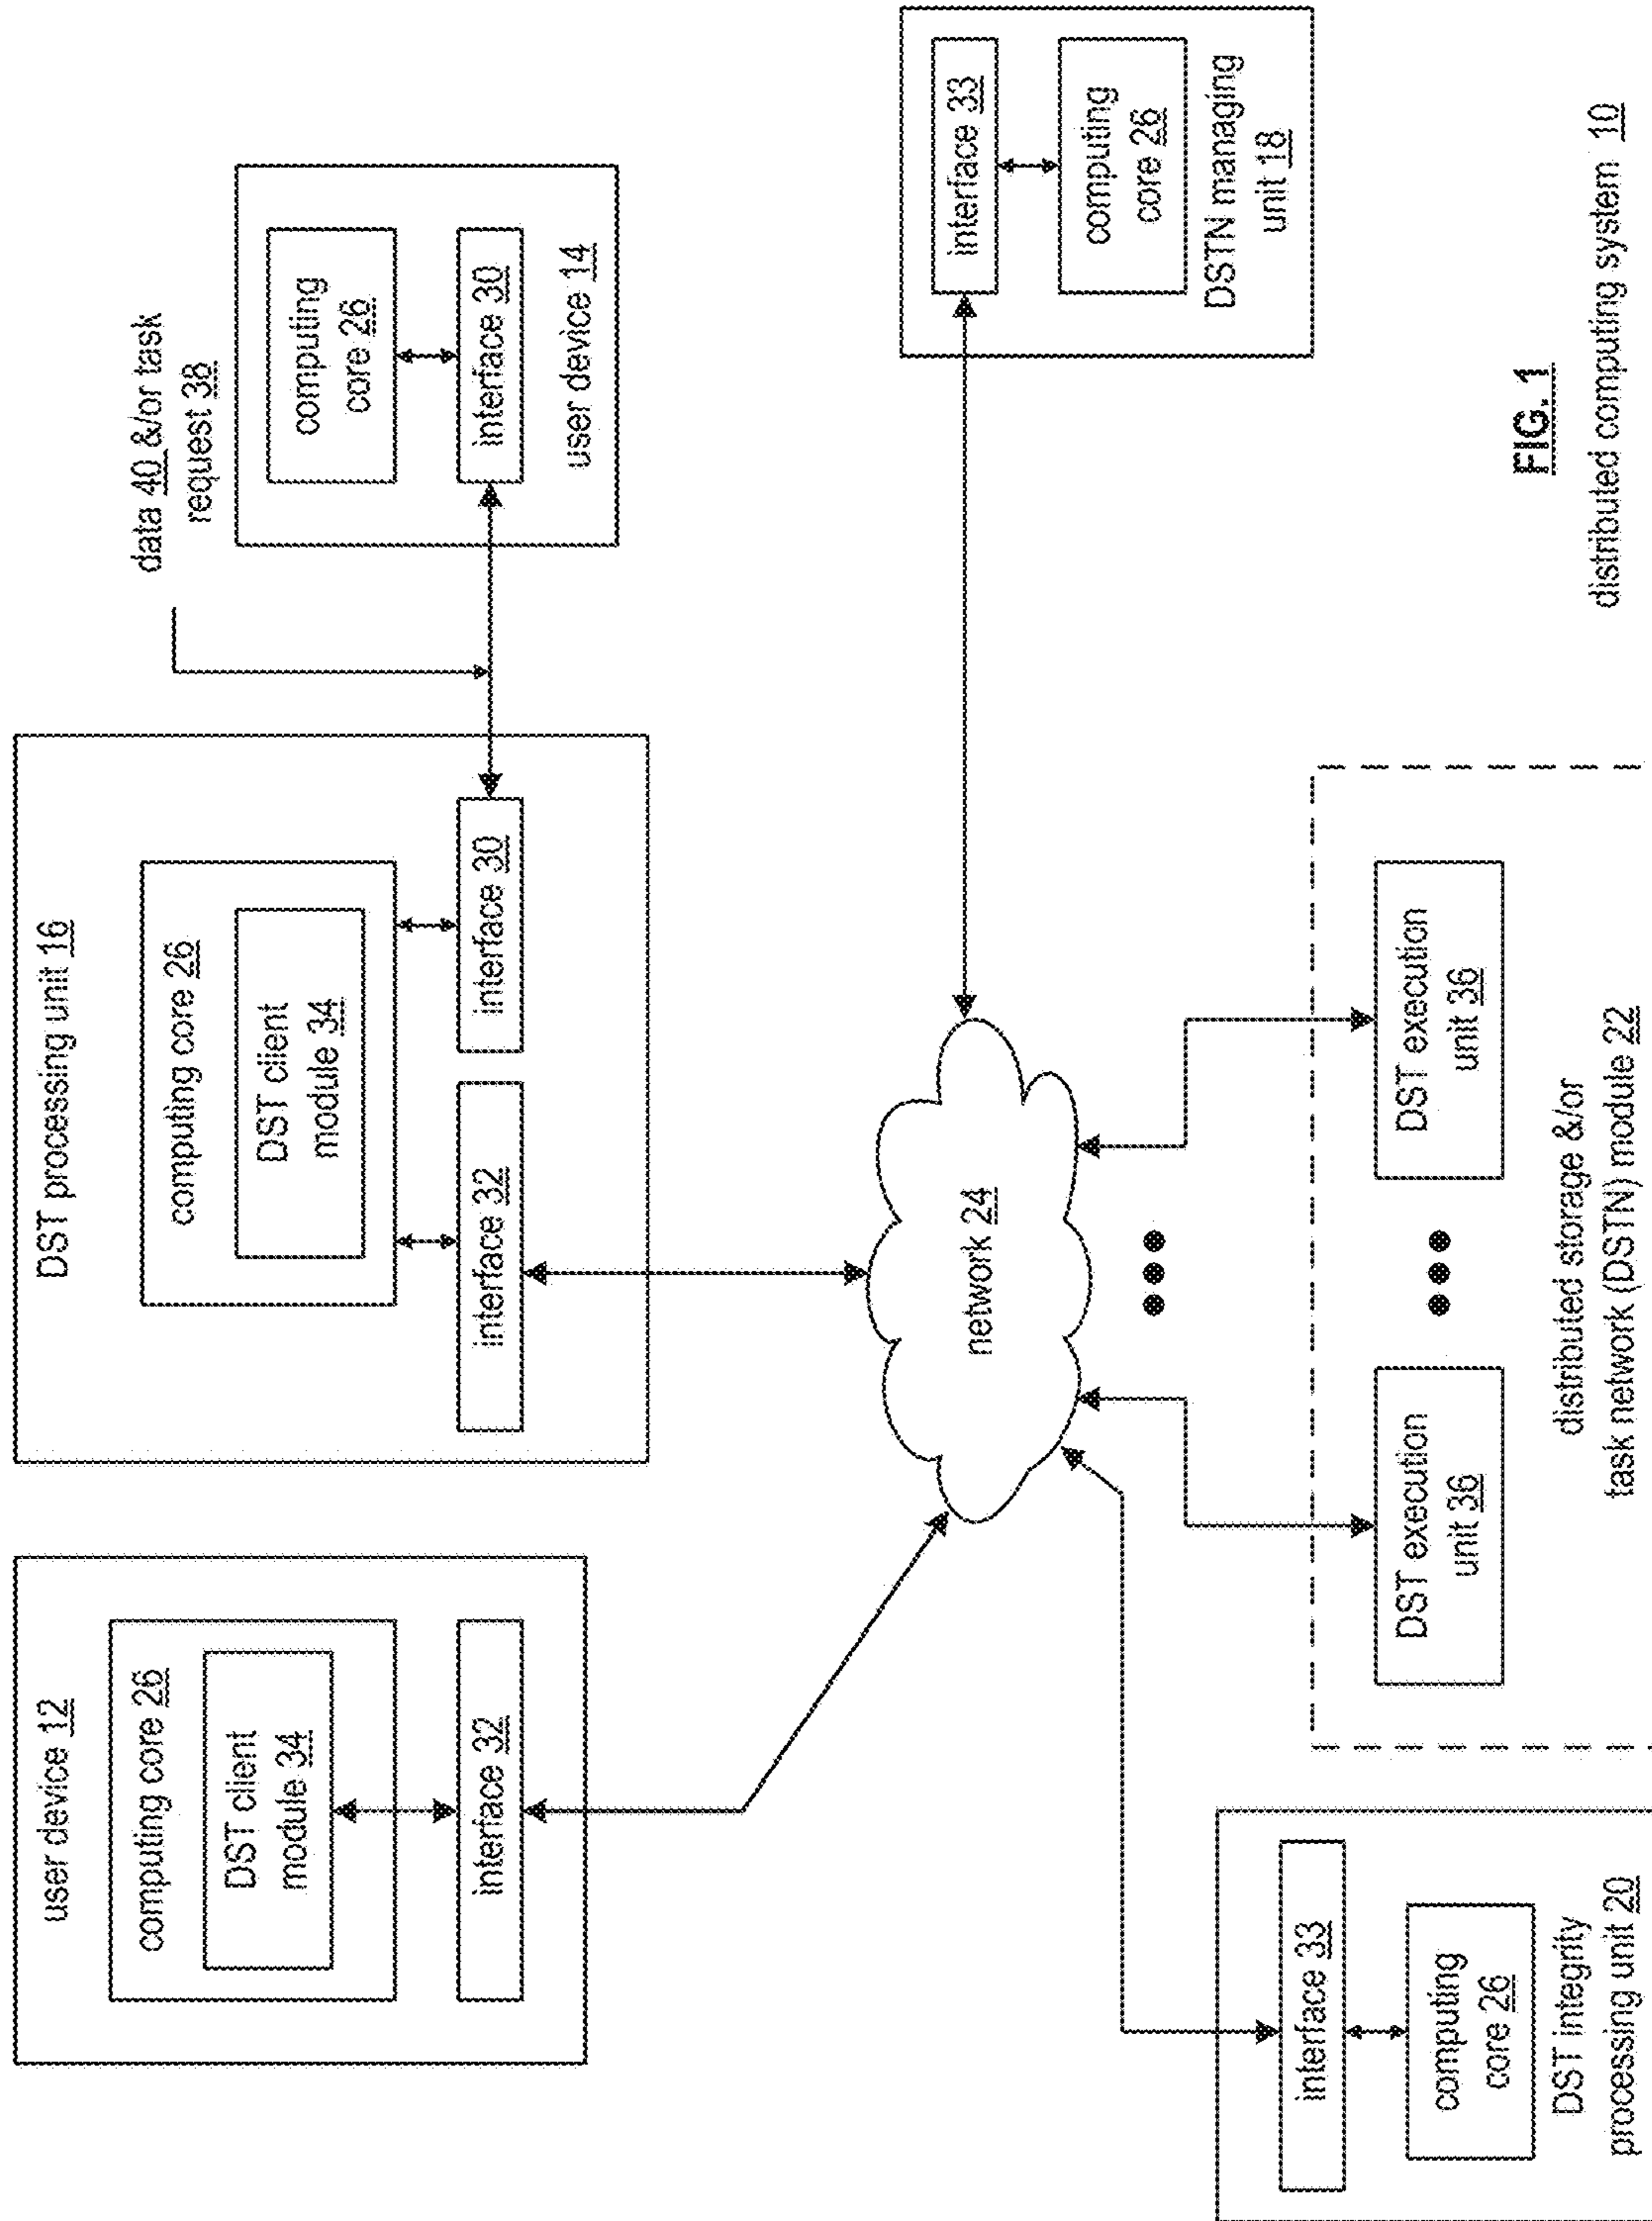 user device 12
computing core 26
DST client
module 34
interface 32
DST processing unit 16
computing core 26
DST client
module 34
interface 32
interface 30
data 40 &/or task
request 38
computing
core 26
interface 30
user device 14
network 24
interface 33
computing
core 26
DSTN managing
unit 18
interface 33
computing
core 26
DST integrity
processing unit 20
DST execution
unit 36
DST execution
unit 36
distributed storage &/or
task network (DSTN) module 22
FIG. 1
distributed computing system 10